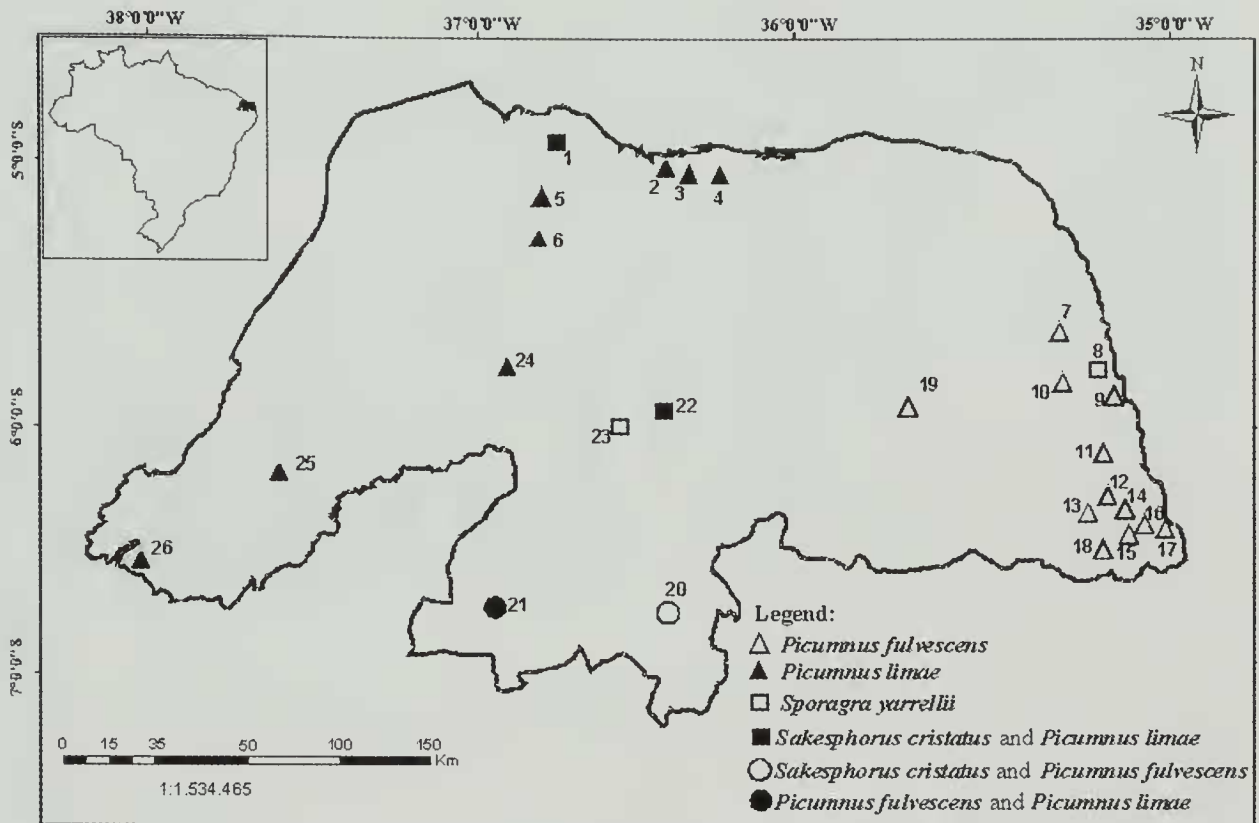 38°0'0"W 37°0'0"W 36°0'0"W 35°0'0"W
N
5°0'0"S
6°0'0"S
7°0'0"S
1
2
3
4
5
6
7
8
9
10
11
12
13
14
15
16
17
18
19
20
21
22
23
24
25
26
Legend:
Picumnus fulvescens
Picumnus limae
Sporagra yarrellii
Sakesphorus cristatus and Picumnus limae
Sakesphorus cristatus and Picumnus fulvescens
Picumnus fulvescens and Picumnus limae
0 15 35 50 100 150
Km
1:1.534.465